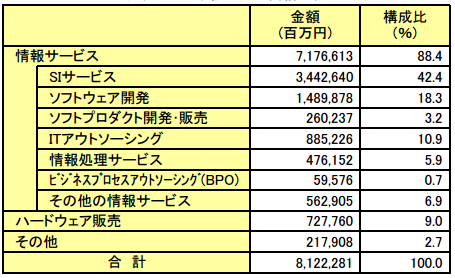 金額 構成比
(百万円) (%)
情報サービス 7,176,613 88.4
SIサービス 3,442,640 42.4
ソフトウェア開発 1,489,878 18.3
ソフトプロダクト開発・販売 260,237 3.2
ITアウトソーシング 885,226 10.9
情報処理サービス 476,152 5.9
ﾋﾞｼﾞﾈｽﾌﾟﾛｾｽｱｳﾄｿｰｼﾝｸﾞ(BPO) 59,576 0.7
その他の情報サービス 562,905 6.9
ハードウェア販売 727,760 9.0
その他 217,908 2.7
合 計 8,122,281 100.0